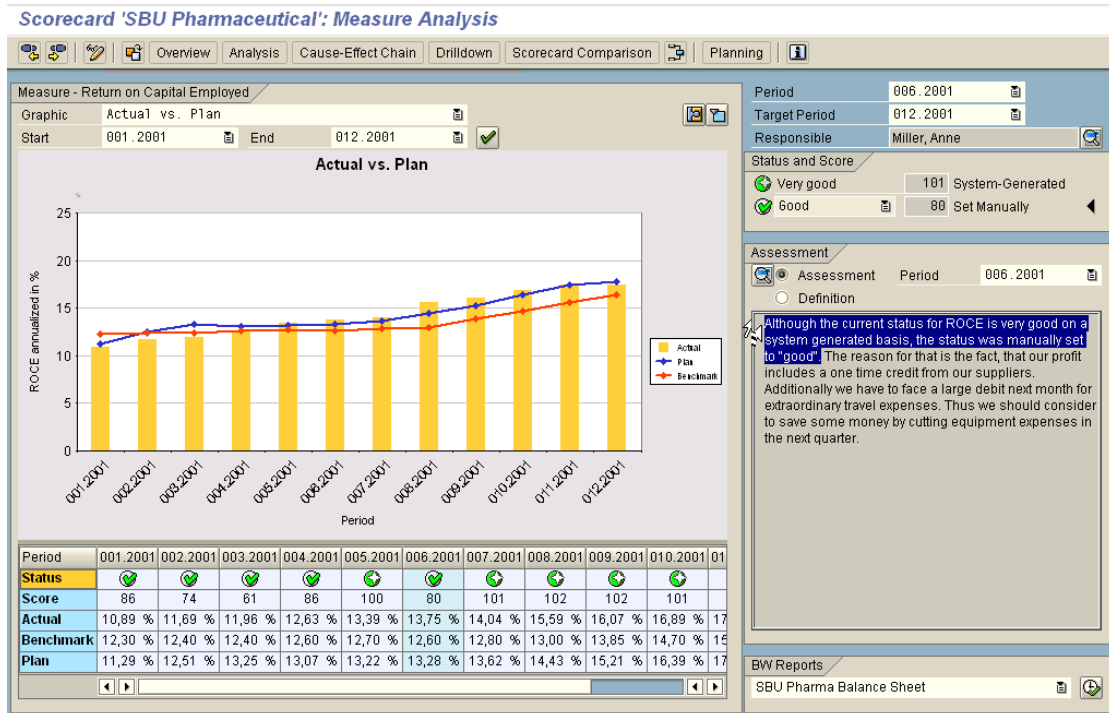 Scorecard 'SBU Pharmaceutical': Measure Analysis
Overview Analysis Cause-Effect Chain Drilldown Scorecard Comparison Planning
Measure - Return on Capital Employed
Graphic Actual vs. Plan
Start 001.2001 End 012.2001
Actual vs. Plan
25
20
15
10
5
0
ROCE annualized in %
001.2001 002.2001 003.2001 004.2001 005.2001 006.2001 007.2001 008.2001 009.2001 010.2001 011.2001 012.2001
Period
Actual
Plan
Benchmark
Period 001.2001 002.2001 003.2001 004.2001 005.2001 006.2001 007.2001 008.2001 009.2001 010.2001 01
Status
Score 86 74 61 86 100 80 101 102 102 101
Actual 10,89 % 11,69 % 11,96 % 12,63 % 13,39 % 13,75 % 14,04 % 15,59 % 16,07 % 16,89 % 17
Benchmark 12,30 % 12,40 % 12,40 % 12,60 % 12,70 % 12,60 % 12,80 % 13,00 % 13,85 % 14,70 % 15
Plan 11,29 % 12,51 % 13,25 % 13,07 % 13,22 % 13,28 % 13,62 % 14,43 % 15,21 % 16,39 % 17
Period 006.2001
Target Period 012.2001
Responsible Miller, Anne
Status and Score
Very good 101 System-Generated
Good 80 Set Manually
Assessment
Assessment Period 006.2001
Definition
Although the current status for ROCE is very good on a
system generated basis, the status was manually set
to "good". The reason for that is the fact, that our profit
includes a one time credit from our suppliers.
Additionally we have to face a large debit next month for
extraordinary travel expenses. Thus we should consider
to save some money by cutting equipment expenses in
the next quarter.
BW Reports
SBU Pharma Balance Sheet